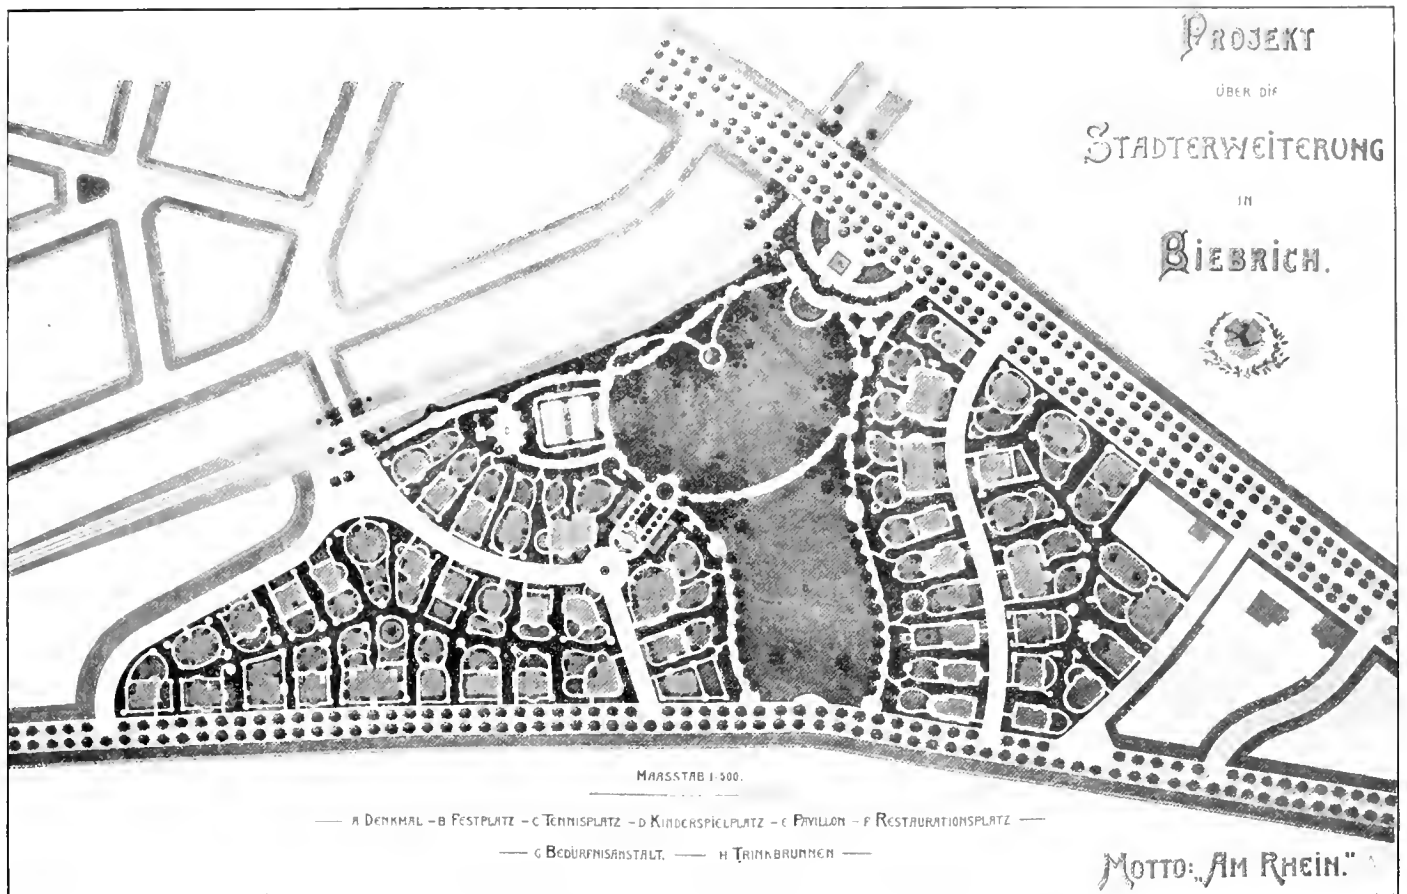 PROJEKT
ÜBER DIE
STADTERWEITERUNG
IN
BIEBRICH.
MAASSTAB 1-500.
— A DENKMAL – B FESTPLATZ – C TENNISPLATZ – D KINDERSPIELPLATZ – E PAVILLON – F RESTAURATIONSPLATZ —
— G BEDÜRFNISANSTALT. — H TRINKBRUNNEN —
MOTTO: „AM RHEIN."